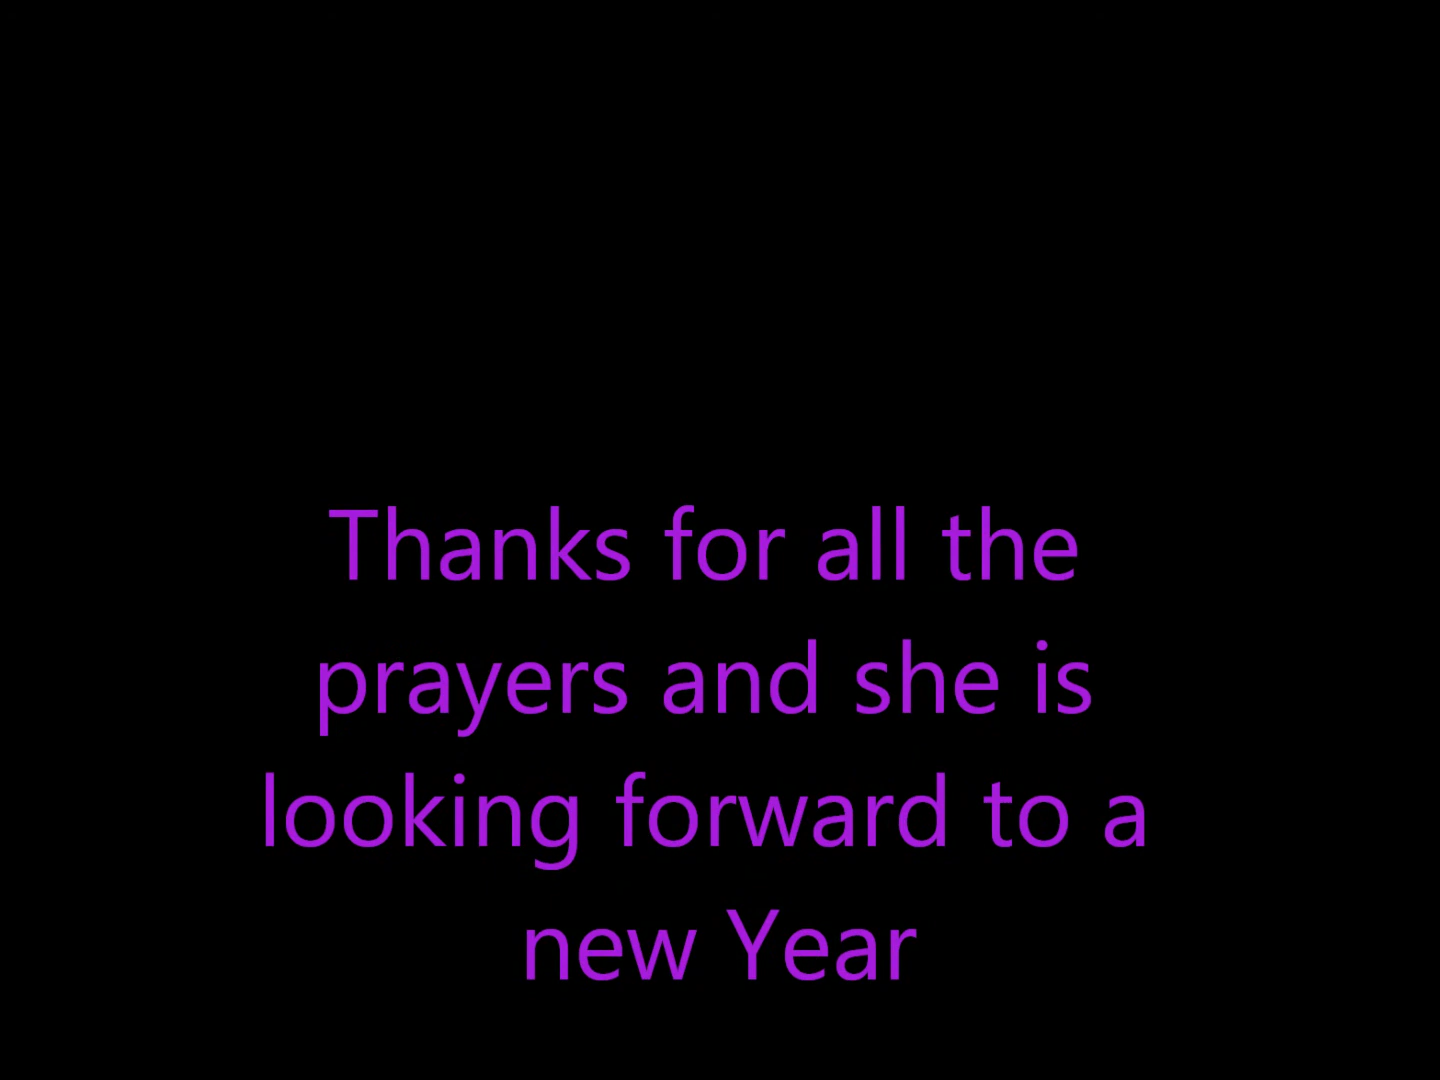 Thanks for all the
prayers and she is
looking forward to a
new Year